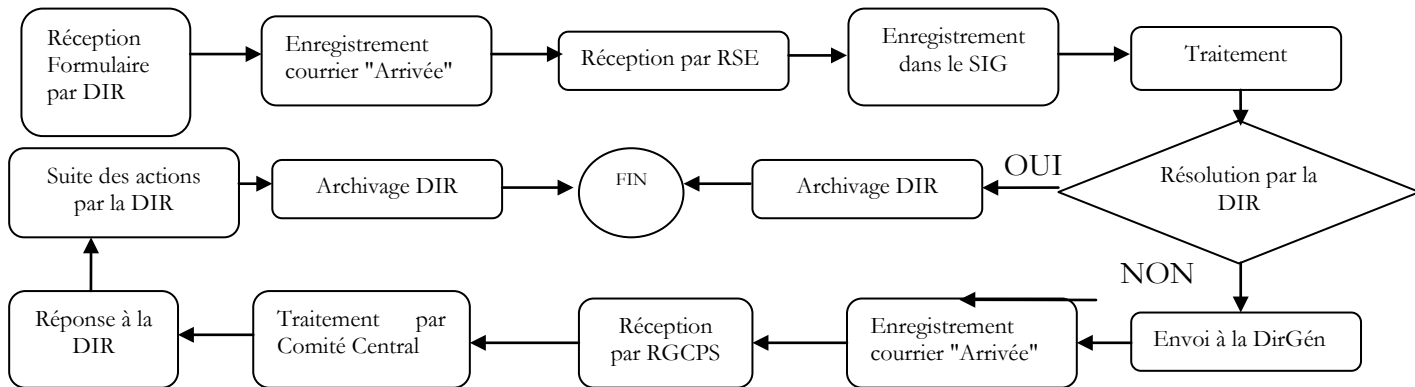 Réception
Formulaire
par DIR
Enregistrement
courrier "Arrivée"
Réception par RSE
Enregistrement
dans le SIG
Traitement
Résolution par la
DIR
OUI
Archivage DIR
FIN
Archivage DIR
Suite des actions
par la DIR
NON
Envoi à la DirGén
Enregistrement
courrier "Arrivée"
Réception
par RGCPS
Traitement par
Comité Central
Réponse à la
DIR